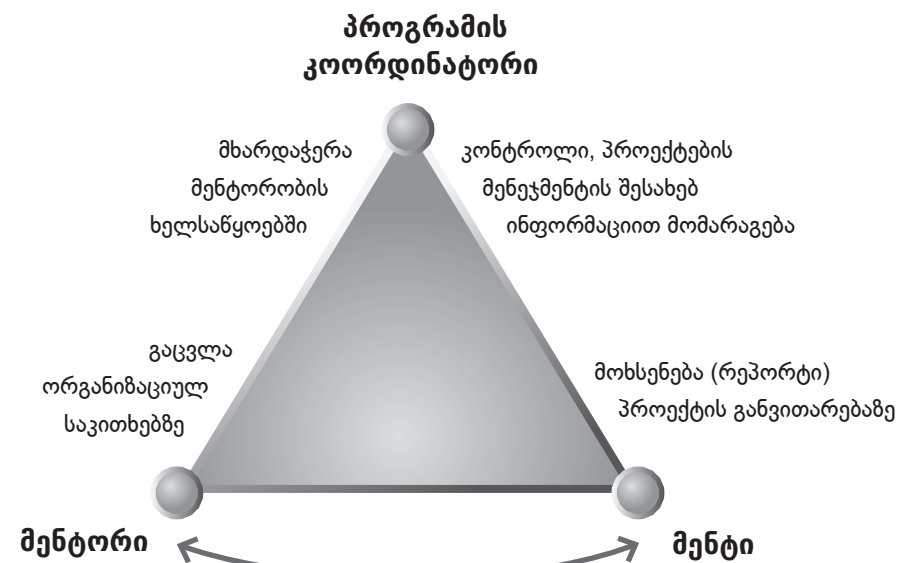 პროგრამის
კოორდინატორი
მხარდაჭერა
მენტორობის
ხელსაწყოებში
კონტროლი, პროექტების
მენეჯმენტის შესახებ
ინფორმაციით მომარაგება
გაცვლა
ორგანიზაციულ
საკითხებზე
მოხსენება (რეპორტი)
პროექტის განვითარებაზე
მენტორი
მენტი